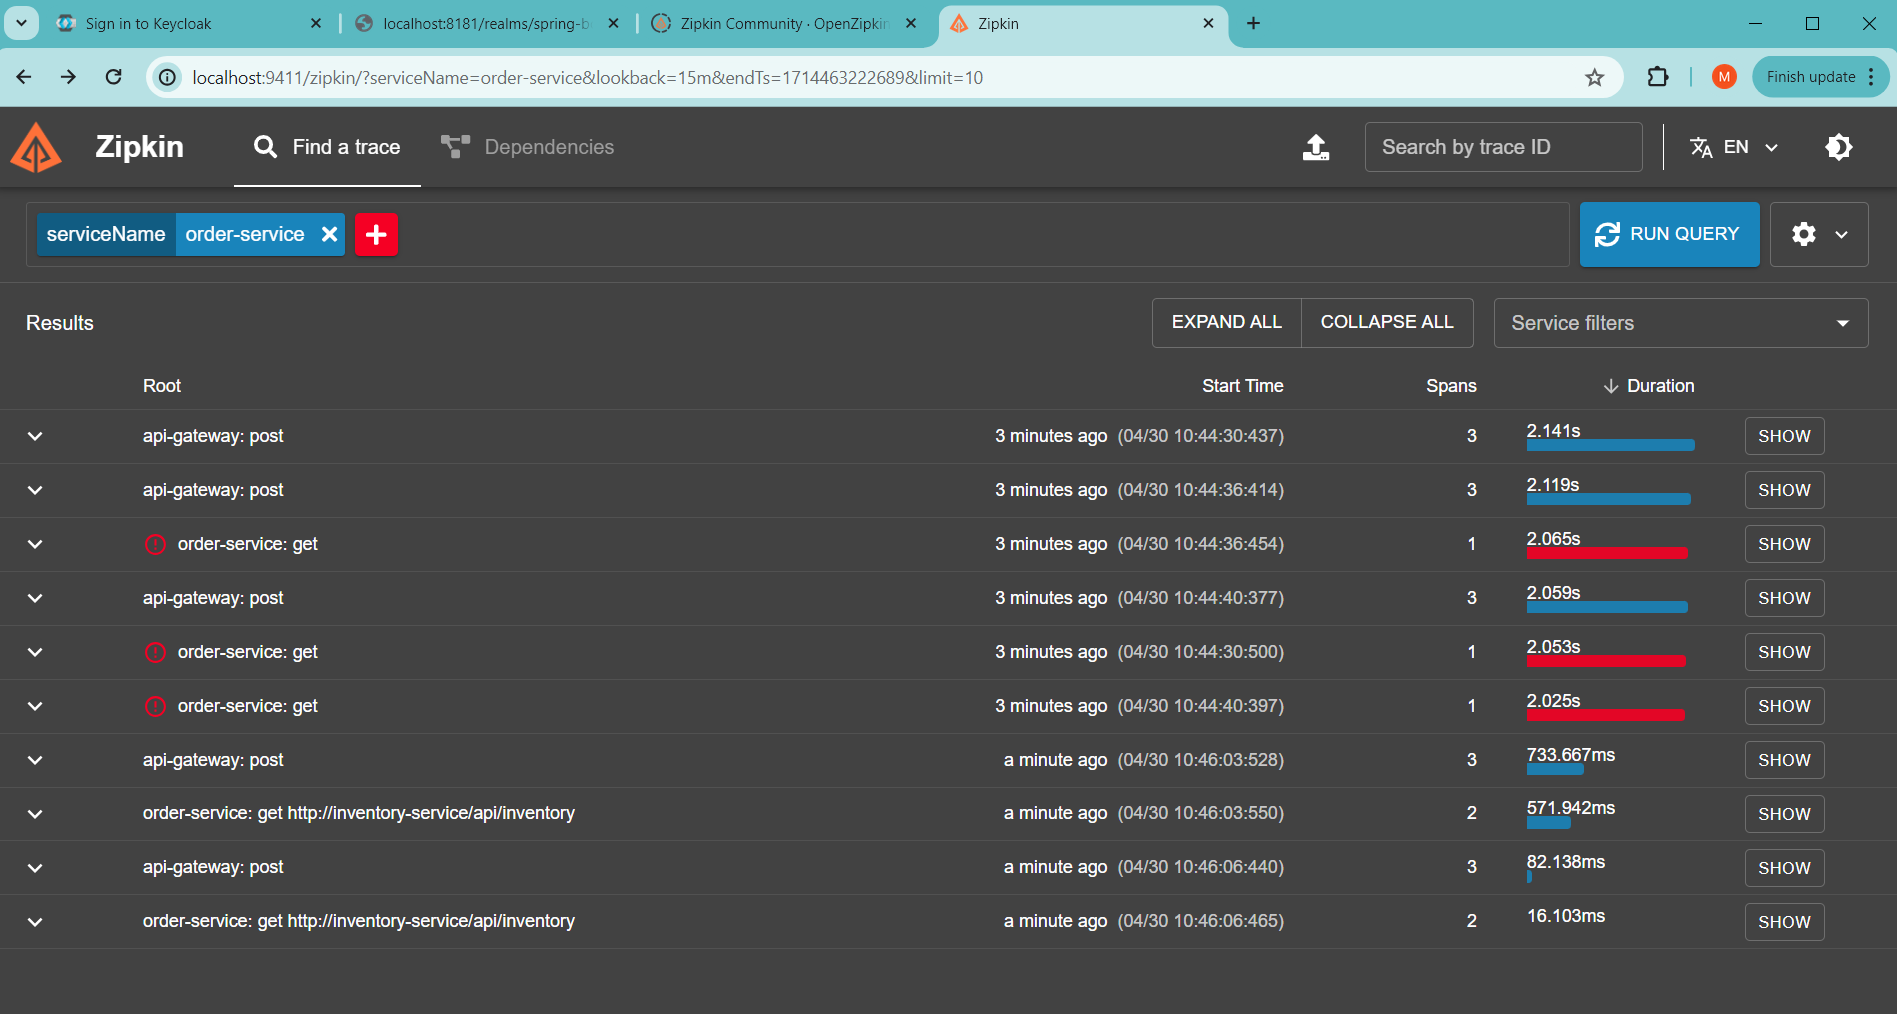 Sign in to Keycloak
localhost:8181/realms/spring-b
Zipkin Community · OpenZipkin
Zipkin
localhost:9411/zipkin/?serviceName=order-service&lookback=15m&endTs=1714463222689&limit=10
M
Finish update
Zipkin
Find a trace
Dependencies
Search by trace ID
EN
serviceName order-service
RUN QUERY
Results
EXPAND ALL
COLLAPSE ALL
Service filters
Root Start Time Spans Duration
api-gateway: post 3 minutes ago (04/30 10:44:30:437) 3 2.141s SHOW
api-gateway: post 3 minutes ago (04/30 10:44:36:414) 3 2.119s SHOW
order-service: get 3 minutes ago (04/30 10:44:36:454) 1 2.065s SHOW
api-gateway: post 3 minutes ago (04/30 10:44:40:377) 3 2.059s SHOW
order-service: get 3 minutes ago (04/30 10:44:30:500) 1 2.053s SHOW
order-service: get 3 minutes ago (04/30 10:44:40:397) 1 2.025s SHOW
api-gateway: post a minute ago (04/30 10:46:03:528) 3 733.667ms SHOW
order-service: get http://inventory-service/api/inventory a minute ago (04/30 10:46:03:550) 2 571.942ms SHOW
api-gateway: post a minute ago (04/30 10:46:06:440) 3 82.138ms SHOW
order-service: get http://inventory-service/api/inventory a minute ago (04/30 10:46:06:465) 2 16.103ms SHOW